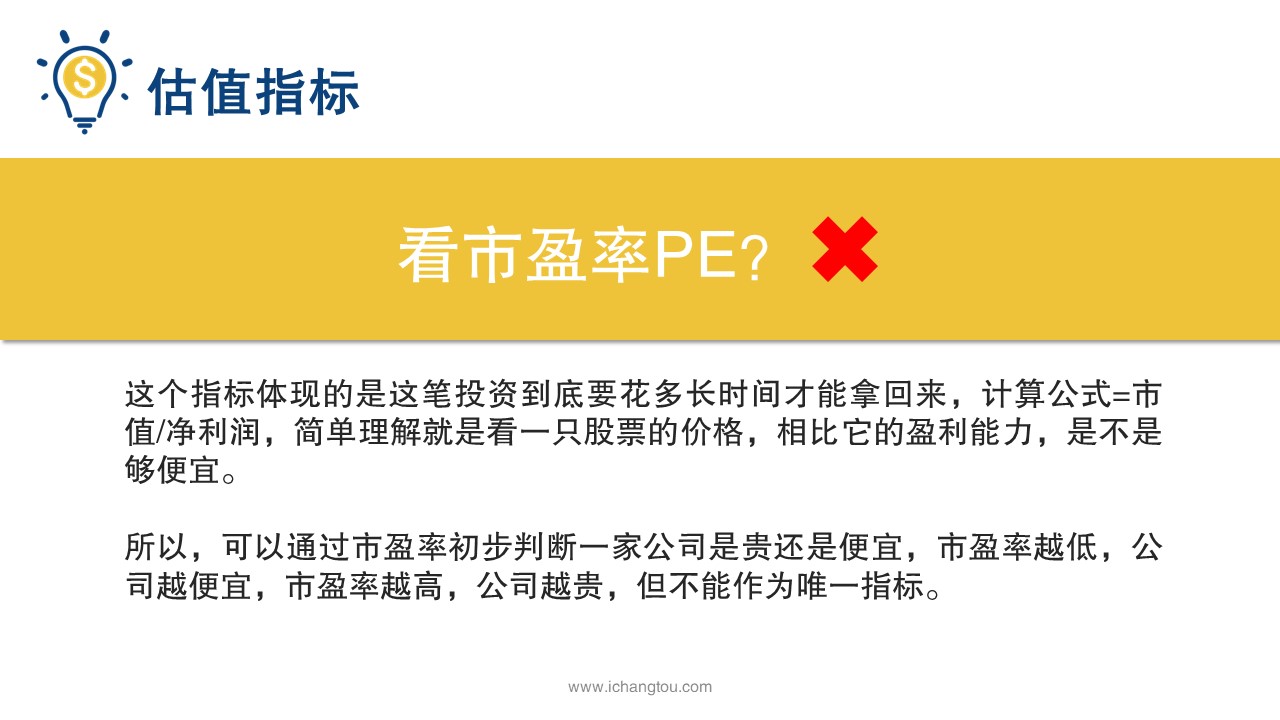 估值指标
看市盈率PE?
这个指标体现的是这笔投资到底要花多长时间才能拿回来，计算公式=市
值/净利润，简单理解就是看一只股票的价格，相比它的盈利能力，是不是
够便宜。
所以，可以通过市盈率初步判断一家公司是贵还是便宜，市盈率越低，公
司越便宜，市盈率越高，公司越贵，但不能作为唯一指标。
www.ichangtou.com